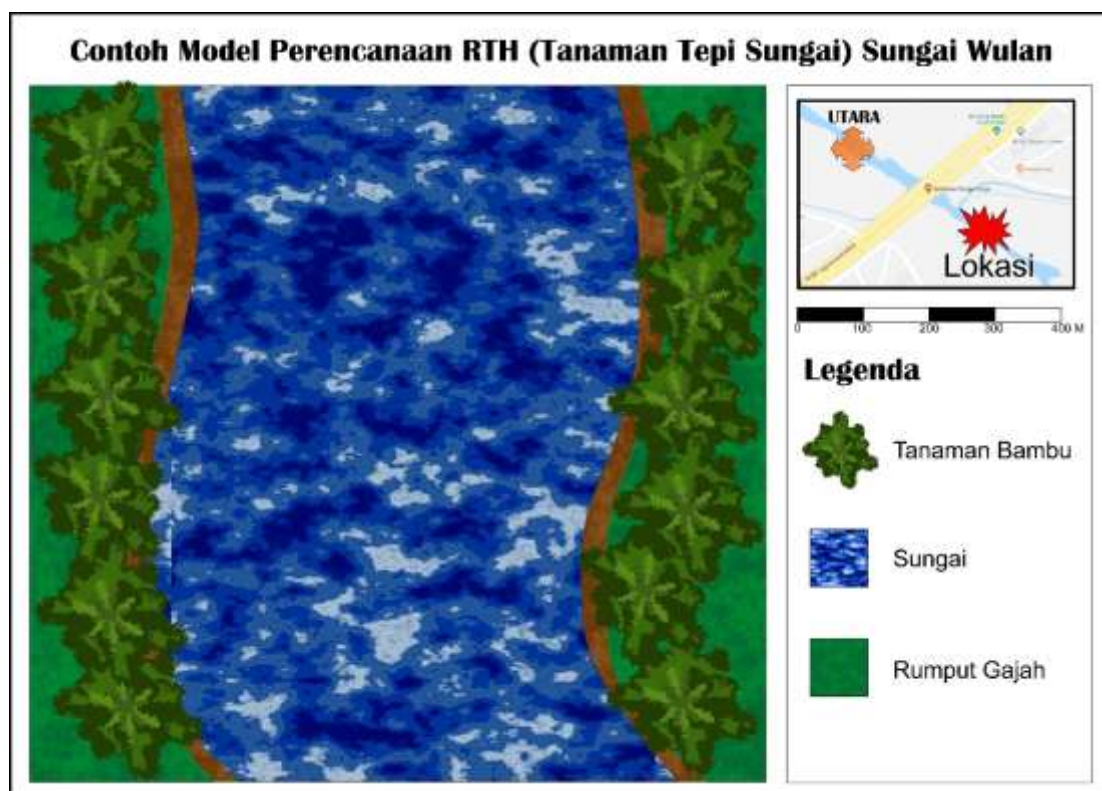 Contoh Model Perencanaan RTH (Tanaman Tepi Sungai) Sungai Wulan
UTARA
Lokasi
0 100 200 300 400 M
Legenda
Tanaman Bambu
Sungai
Rumput Gajah